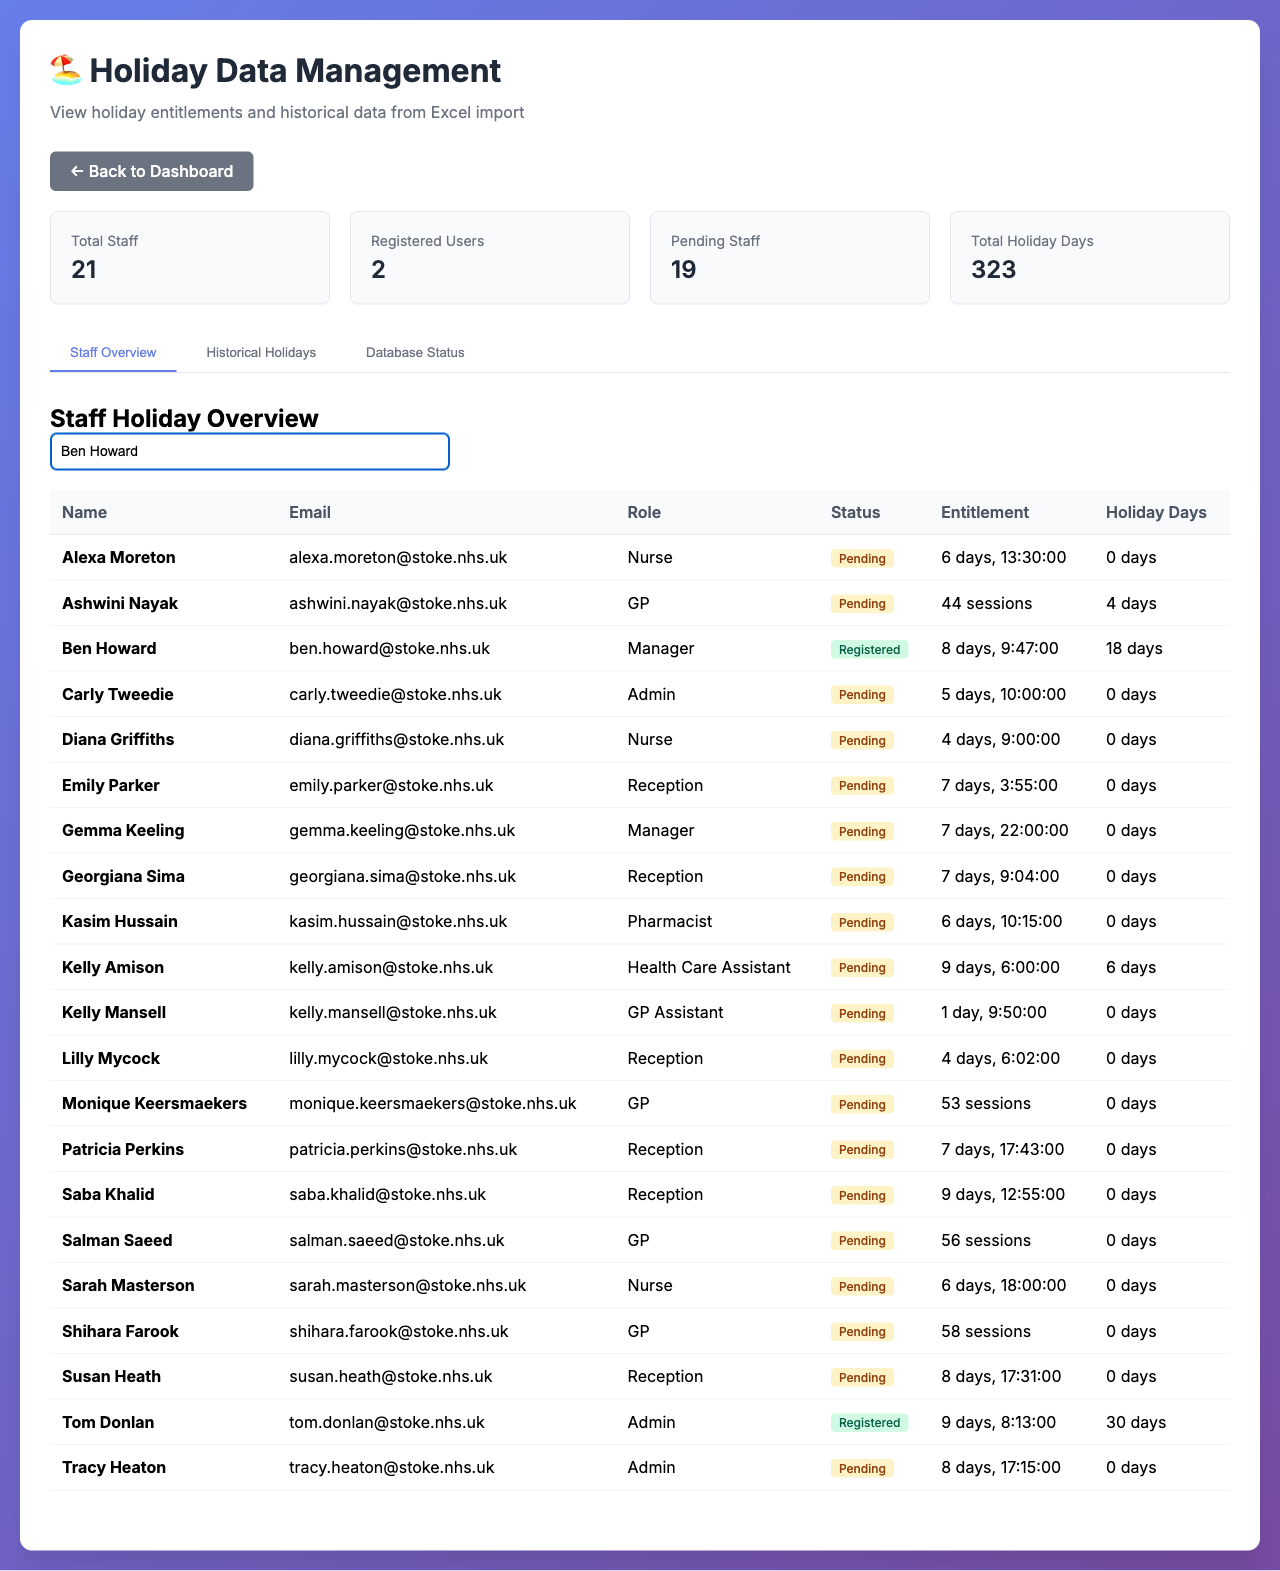 🏖️ Holiday Data Management
View holiday entitlements and historical data from Excel import
← Back to Dashboard
Total Staff Registered Users Pending Staff Total Holiday Days
21 2 19 323
Staff Overview Historical Holidays Database Status
Staff Holiday Overview
Ben Howard
Name Email Role Status Entitlement Holiday Days
Alexa Moreton alexa.moreton@stoke.nhs.uk Nurse Pending 6 days, 13:30:00 0 days
Ashwini Nayak ashwini.nayak@stoke.nhs.uk GP Pending 44 sessions 4 days
Ben Howard ben.howard@stoke.nhs.uk Manager Registered 8 days, 9:47:00 18 days
Carly Tweedie carly.tweedie@stoke.nhs.uk Admin Pending 5 days, 10:00:00 0 days
Diana Griffiths diana.griffiths@stoke.nhs.uk Nurse Pending 4 days, 9:00:00 0 days
Emily Parker emily.parker@stoke.nhs.uk Reception Pending 7 days, 3:55:00 0 days
Gemma Keeling gemma.keeling@stoke.nhs.uk Manager Pending 7 days, 22:00:00 0 days
Georgiana Sima georgiana.sima@stoke.nhs.uk Reception Pending 7 days, 9:04:00 0 days
Kasim Hussain kasim.hussain@stoke.nhs.uk Pharmacist Pending 6 days, 10:15:00 0 days
Kelly Amison kelly.amison@stoke.nhs.uk Health Care Assistant Pending 9 days, 6:00:00 6 days
Kelly Mansell kelly.mansell@stoke.nhs.uk GP Assistant Pending 1 day, 9:50:00 0 days
Lilly Mycock lilly.mycock@stoke.nhs.uk Reception Pending 4 days, 6:02:00 0 days
Monique Keersmaekers monique.keersmaekers@stoke.nhs.uk GP Pending 53 sessions 0 days
Patricia Perkins patricia.perkins@stoke.nhs.uk Reception Pending 7 days, 17:43:00 0 days
Saba Khalid saba.khalid@stoke.nhs.uk Reception Pending 9 days, 12:55:00 0 days
Salman Saeed salman.saeed@stoke.nhs.uk GP Pending 56 sessions 0 days
Sarah Masterson sarah.masterson@stoke.nhs.uk Nurse Pending 6 days, 18:00:00 0 days
Shihara Farook shihara.farook@stoke.nhs.uk GP Pending 58 sessions 0 days
Susan Heath susan.heath@stoke.nhs.uk Reception Pending 8 days, 17:31:00 0 days
Tom Donlan tom.donlan@stoke.nhs.uk Admin Registered 9 days, 8:13:00 30 days
Tracy Heaton tracy.heaton@stoke.nhs.uk Admin Pending 8 days, 17:15:00 0 days